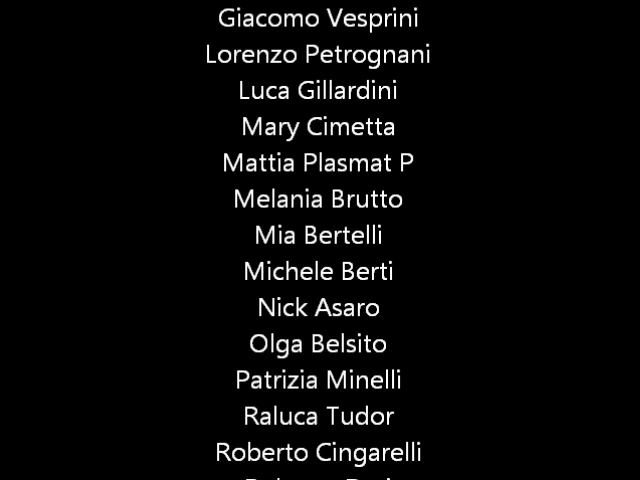 Giacomo Vesprini
Lorenzo Petrognani
Luca Gillardini
Mary Cimetta
Mattia Plasmat P
Melania Brutto
Mia Bertelli
Michele Berti
Nick Asaro
Olga Belsito
Patrizia Minelli
Raluca Tudor
Roberto Cingarelli